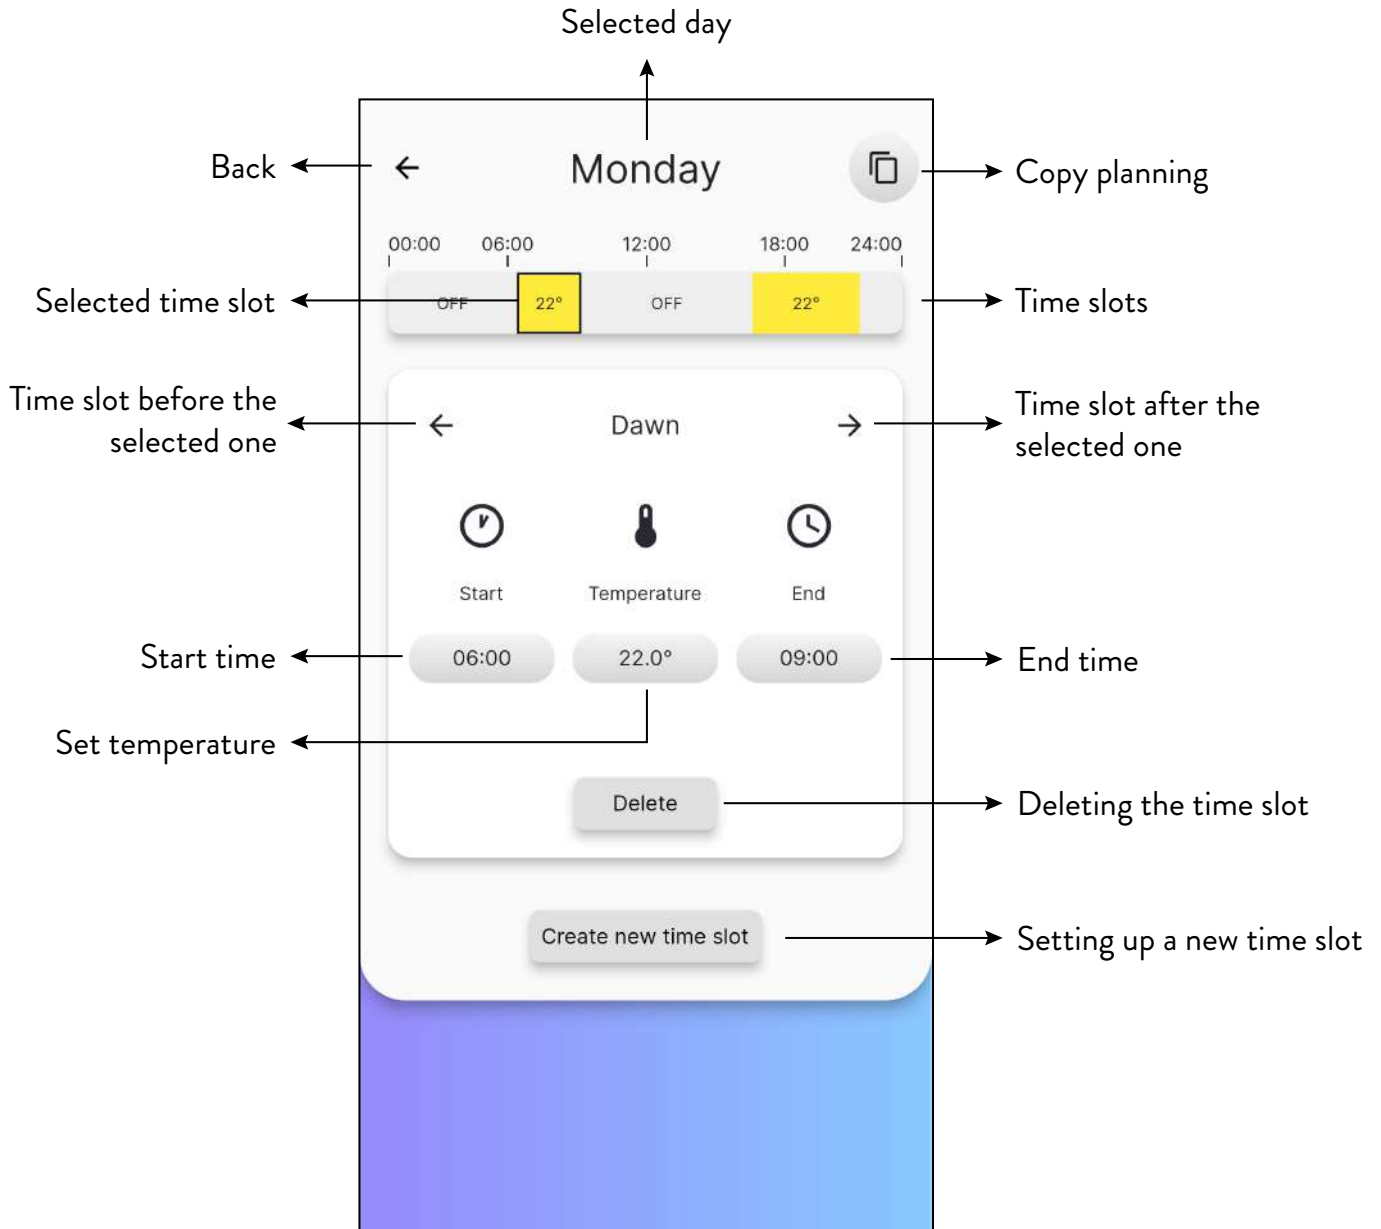 Selected day
Back
Monday
Copy planning
00:00 06:00 12:00 18:00 24:00
Selected time slot
OFF 22° OFF 22°
Time slots
Time slot before the
selected one
Dawn
Time slot after the
selected one
Start Temperature End
Start time
06:00 22.0° 09:00
End time
Set temperature
Delete
Deleting the time slot
Create new time slot
Setting up a new time slot